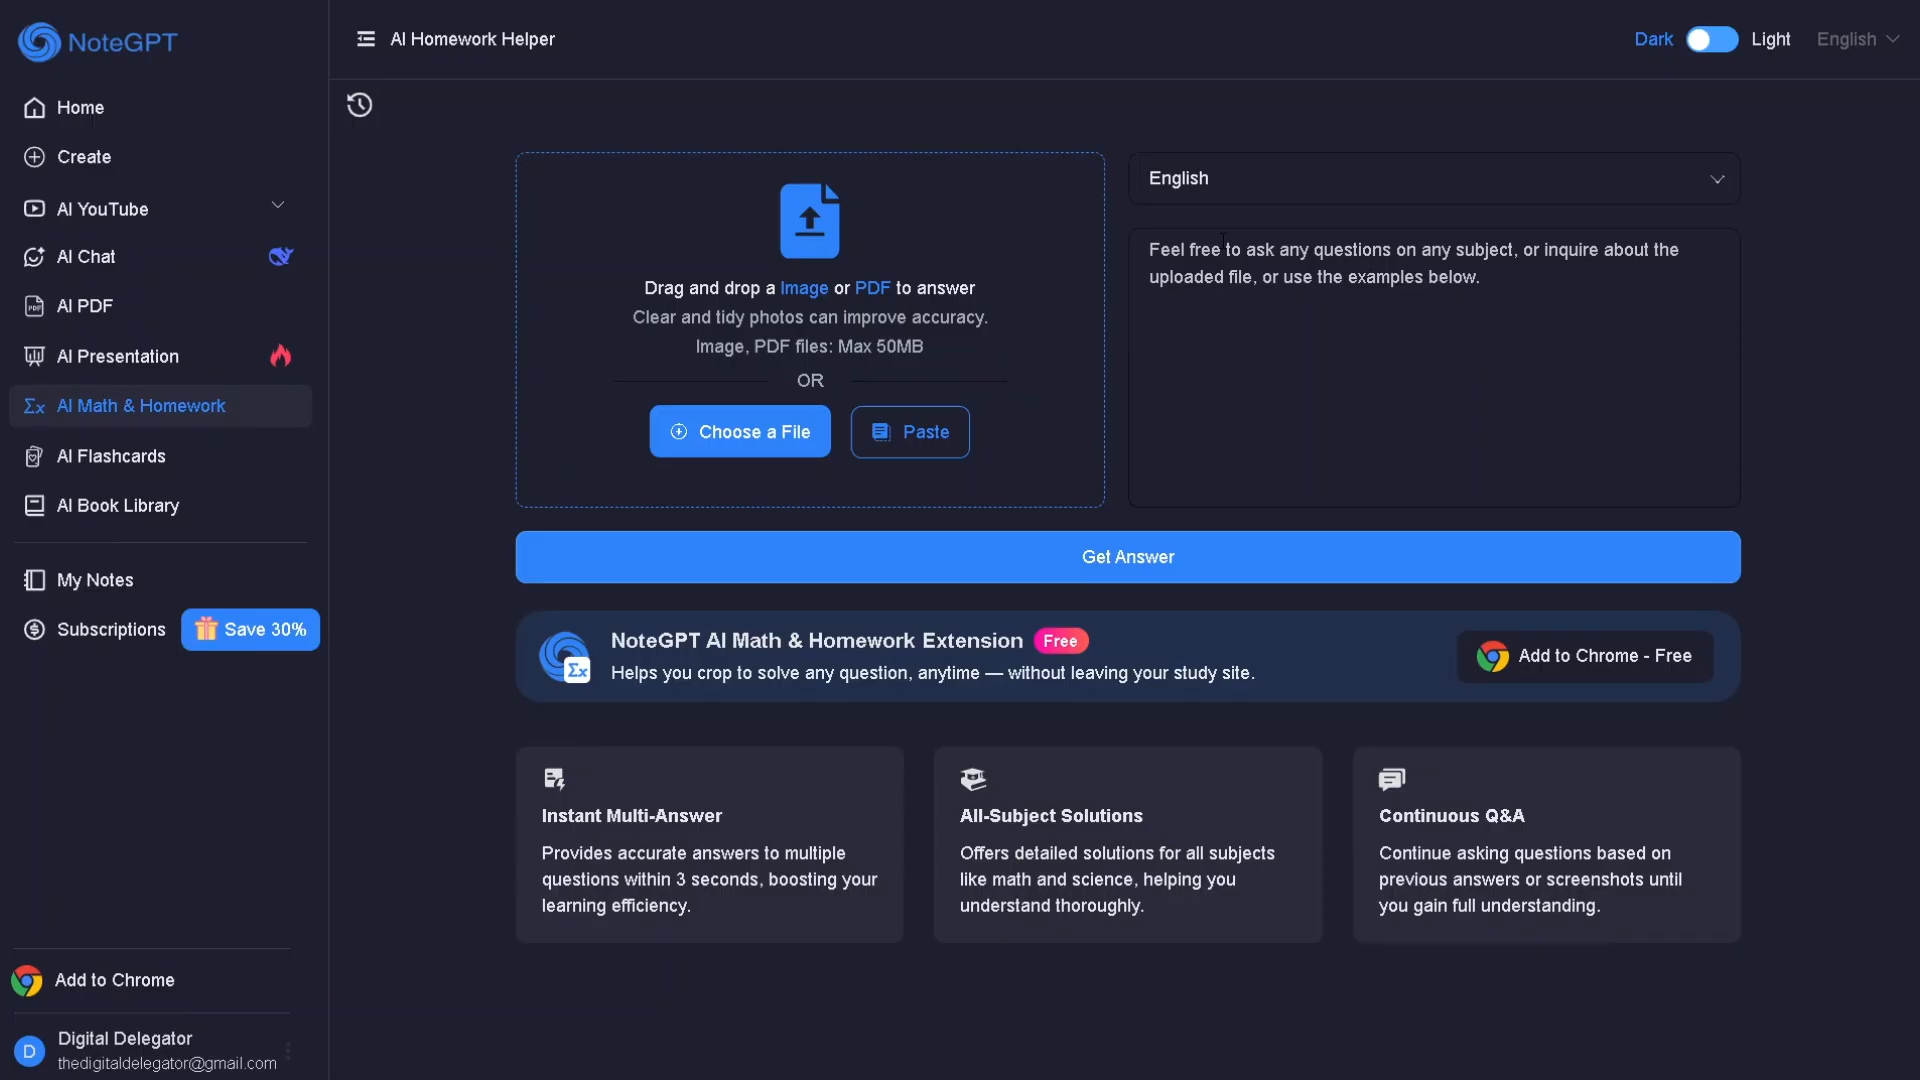 NoteGPT
Home
Create
AI YouTube
AI Chat
AI PDF
AI Presentation
Σx AI Math & Homework
AI Flashcards
AI Book Library
My Notes
Subscriptions
Save 30%
Add to Chrome
D
Digital Delegator
thedigitaldelegator@gmail.com
AI Homework Helper
Dark
Light
English
Drag and drop a Image or PDF to answer
Clear and tidy photos can improve accuracy.
Image, PDF files: Max 50MB
OR
Choose a File
Paste
English
Feel free to ask any questions on any subject, or inquire about the
uploaded file, or use the examples below.
Get Answer
Σx
NoteGPT AI Math & Homework Extension
Free
Helps you crop to solve any question, anytime — without leaving your study site.
Add to Chrome - Free
Instant Multi-Answer
Provides accurate answers to multiple
questions within 3 seconds, boosting your
learning efficiency.
All-Subject Solutions
Offers detailed solutions for all subjects
like math and science, helping you
understand thoroughly.
Continuous Q&A
Continue asking questions based on
previous answers or screenshots until
you gain full understanding.